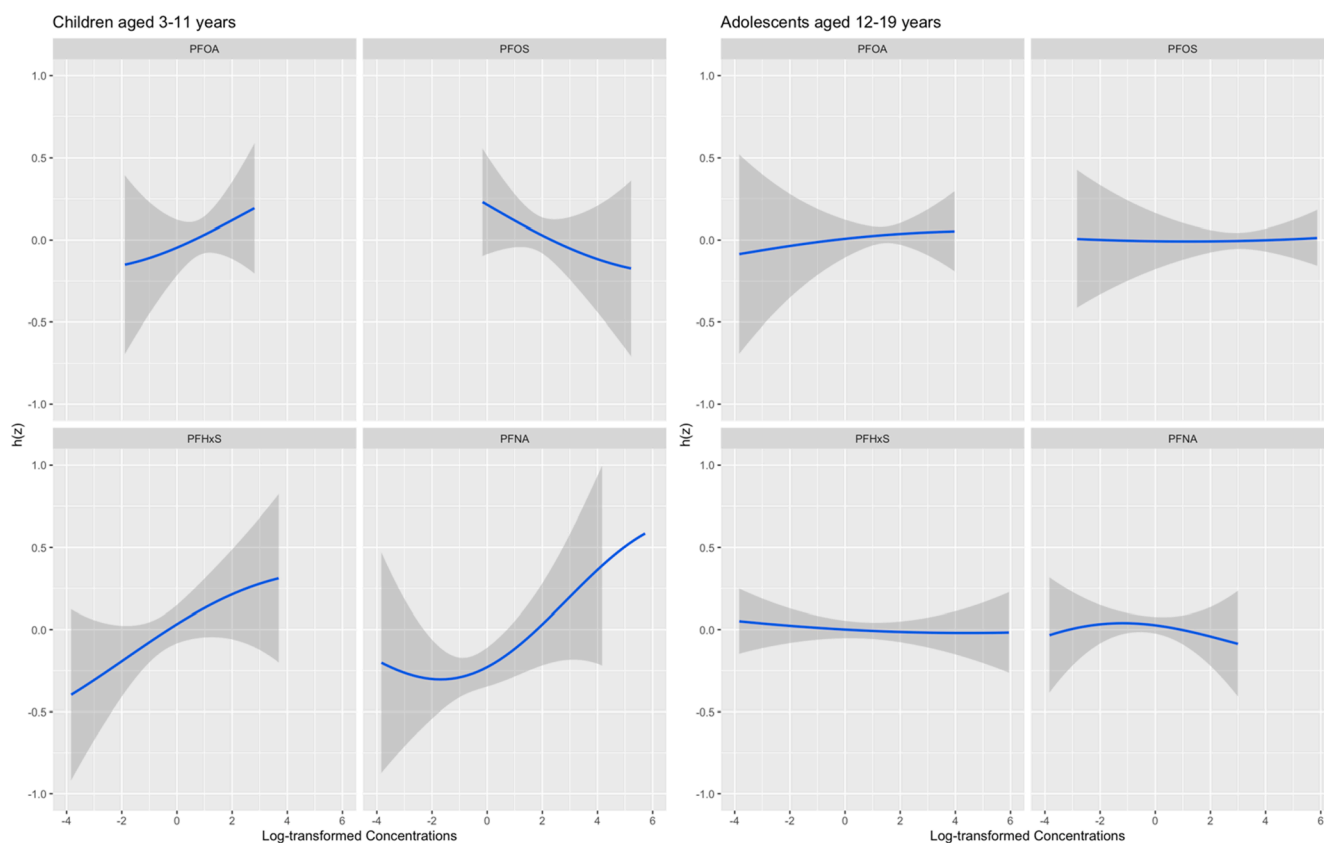 Children aged 3-11 years
Adolescents aged 12-19 years
PFOA
PFOS
PFOA
PFOS
1.0
0.5
0.0
-0.5
-1.0
1.0
0.5
0.0
-0.5
-1.0
h(z)
h(z)
PFHxS
PFNA
PFHxS
PFNA
1.0
0.5
0.0
-0.5
-1.0
1.0
0.5
0.0
-0.5
-1.0
-4 -2 0 2 4 6
-4 -2 0 2 4 6
-4 -2 0 2 4 6
-4 -2 0 2 4 6
Log-transformed Concentrations
Log-transformed Concentrations